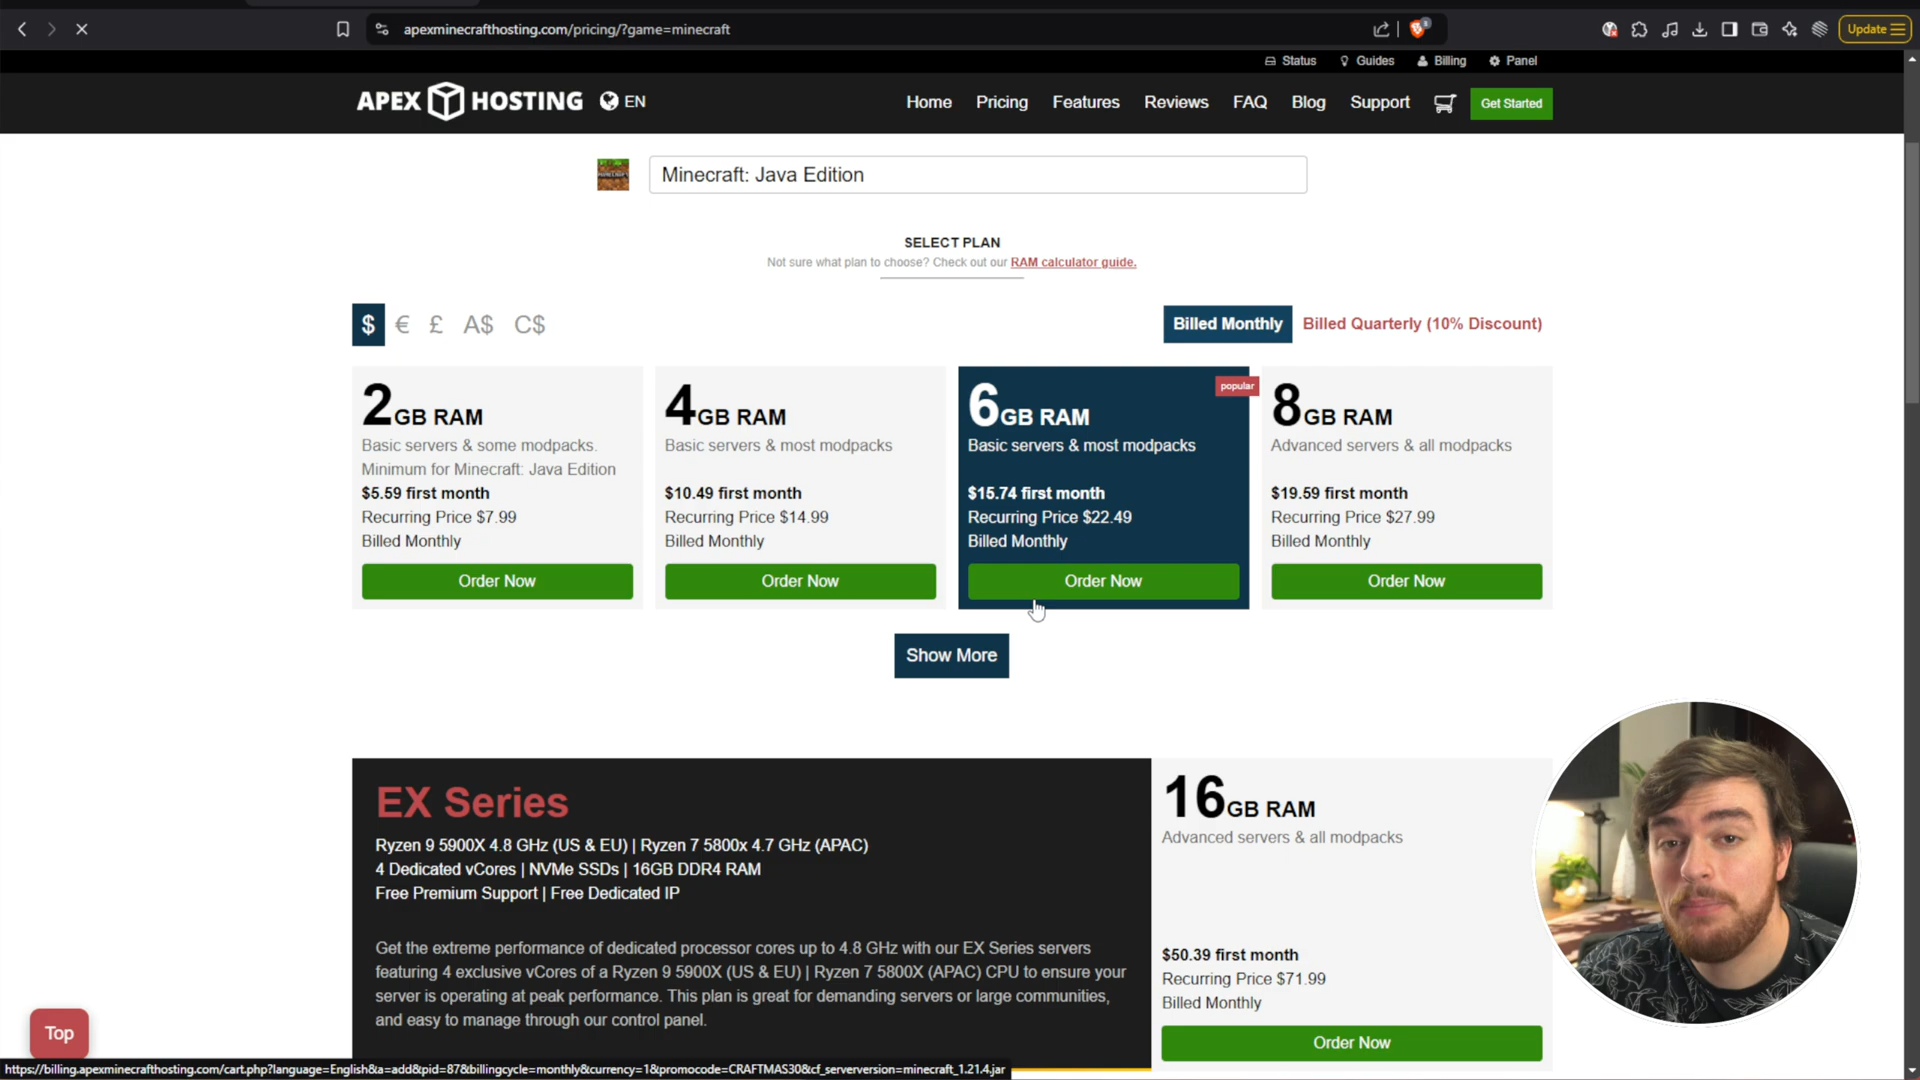 apexminecrafthosting.com/pricing/?game=minecraft
Update
Status
Guides
Billing
Panel
APEX HOSTING
EN
Home
Pricing
Features
Reviews
FAQ
Blog
Support
Get Started
Minecraft: Java Edition
SELECT PLAN
Not sure what plan to choose? Check out our RAM calculator guide.
$ € £ A$ C$
Billed Monthly
Billed Quarterly (10% Discount)
2GB RAM
Basic servers & some modpacks.
Minimum for Minecraft: Java Edition
$5.59 first month
Recurring Price $7.99
Billed Monthly
Order Now
4GB RAM
Basic servers & most modpacks
$10.49 first month
Recurring Price $14.99
Billed Monthly
Order Now
popular
6GB RAM
Basic servers & most modpacks
$15.74 first month
Recurring Price $22.49
Billed Monthly
Order Now
8GB RAM
Advanced servers & all modpacks
$19.59 first month
Recurring Price $27.99
Billed Monthly
Order Now
Show More
EX Series
Ryzen 9 5900X 4.8 GHz (US & EU) | Ryzen 7 5800x 4.7 GHz (APAC)
4 Dedicated vCores | NVMe SSDs | 16GB DDR4 RAM
Free Premium Support | Free Dedicated IP
Get the extreme performance of dedicated processor cores up to 4.8 GHz with our EX Series servers
featuring 4 exclusive vCores of a Ryzen 9 5900X (US & EU) | Ryzen 7 5800X (APAC) CPU to ensure your
server is operating at peak performance. This plan is great for demanding servers or large communities,
and easy to manage through our control panel.
16GB RAM
Advanced servers & all modpacks
$50.39 first month
Recurring Price $71.99
Billed Monthly
Order Now
Top
https://billing.apexminecrafthosting.com/cart.php?language=English&a=add&pid=87&billingcycle=monthly&currency=1&promocode=CRAFTMAS30&cf_serverversion=minecraft_1.21.4.jar